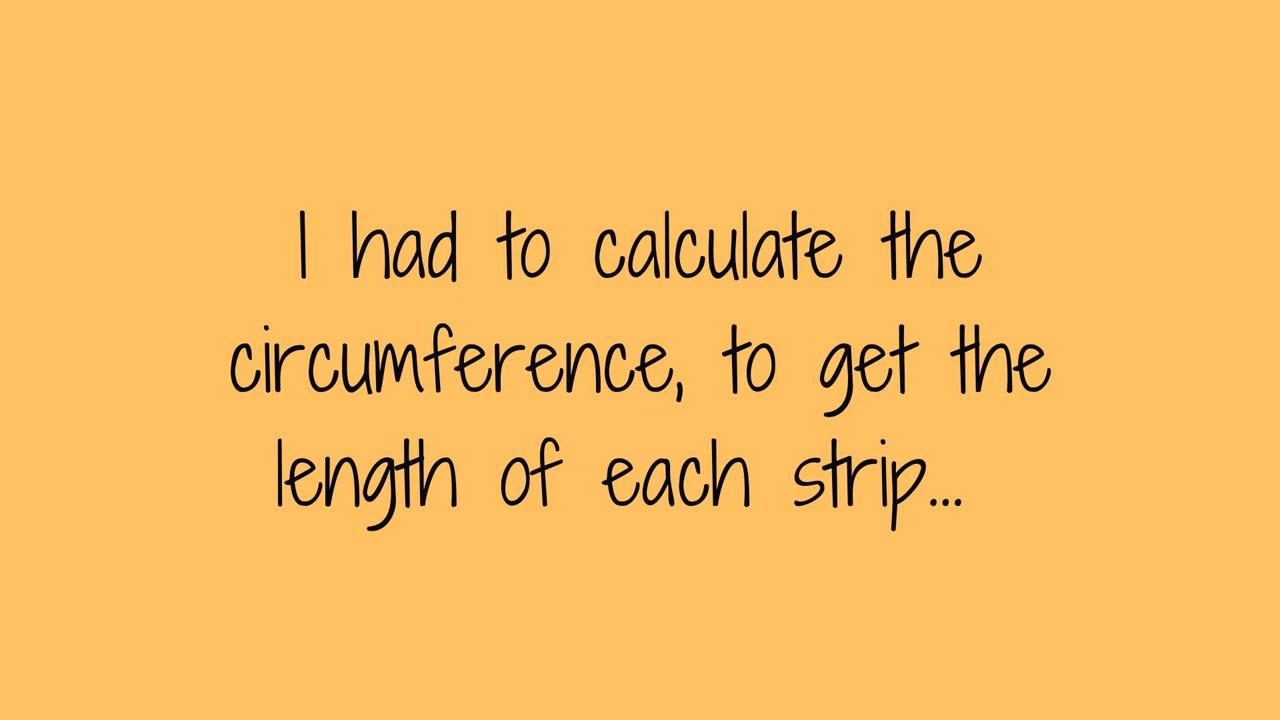 I had to calculate the
circumference, to get the
length of each strip...